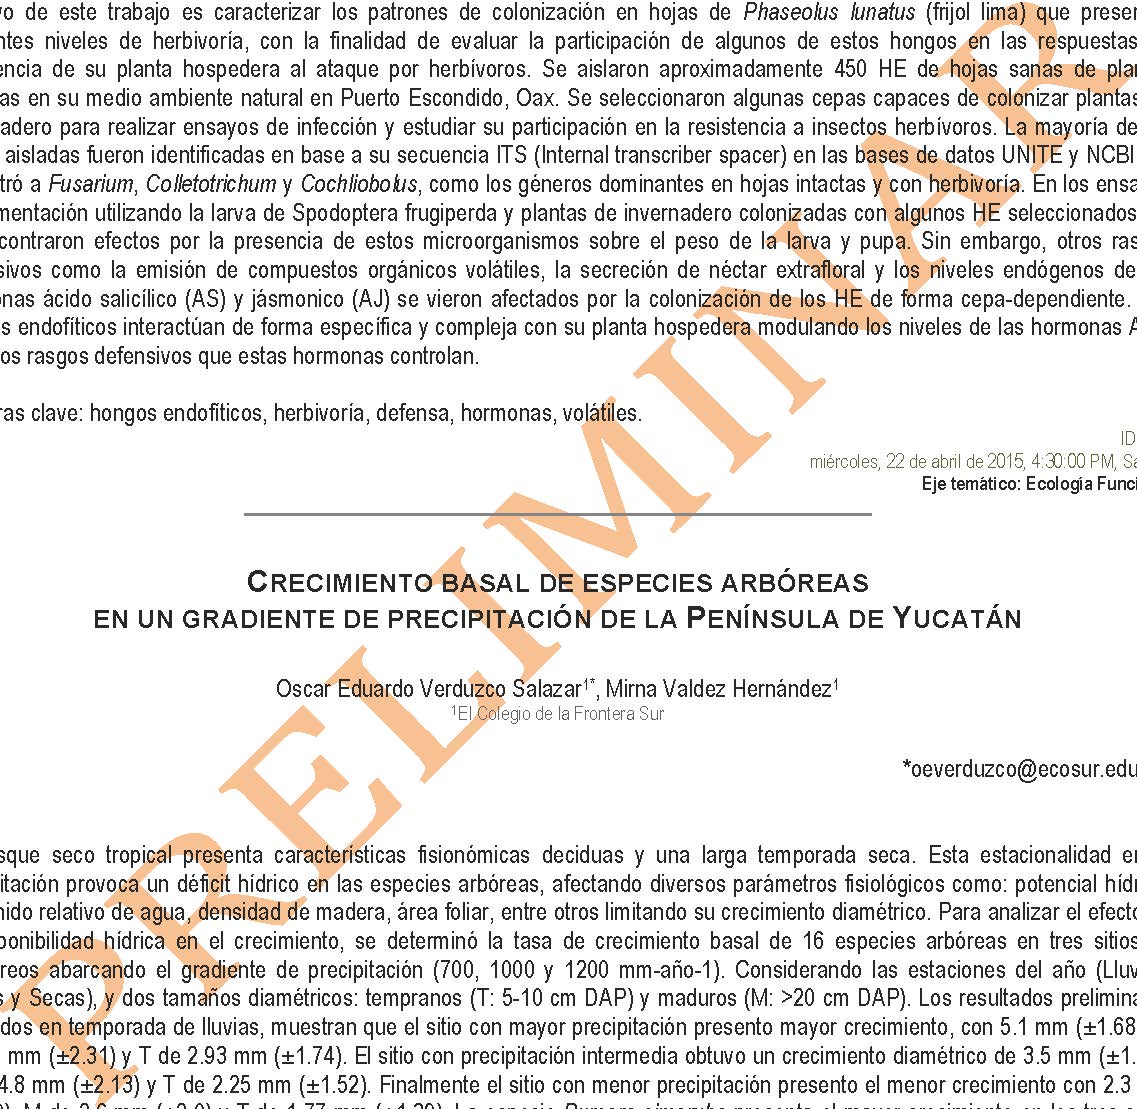 vo de este trabajo es caracterizar los patrones de colonización en hojas de Phaseolus lunatus (frijol lima) que presen
ntes niveles de herbivoría, con la finalidad de evaluar la participación de algunos de estos hongos en las respuestas
encia de su planta hospedera al ataque por herbívoros. Se aislaron aproximadamente 450 HE de hojas sanas de plan
as en su medio ambiente natural en Puerto Escondido, Oax. Se seleccionaron algunas cepas capaces de colonizar plantas
adero para realizar ensayos de infección y estudiar su participación en la resistencia a insectos herbívoros. La mayoría de
aisladas fueron identificadas en base a su secuencia ITS (Internal transcriber spacer) en las bases de datos UNITE y NCBI
tró a Fusarium, Colletotrichum y Cochliobolus, como los géneros dominantes en hojas intactas y con herbivoría. En los ensa
mentación utilizando la larva de Spodoptera frugiperda y plantas de invernadero colonizadas con algunos HE seleccionados
contraron efectos por la presencia de estos microorganismos sobre el peso de la larva y pupa. Sin embargo, otros ras
sivos como la emisión de compuestos orgánicos volátiles, la secreción de néctar extrafloral y los niveles endógenos de
onas ácido salicílico (AS) y jásmonico (AJ) se vieron afectados por la colonización de los HE de forma cepa-dependiente.
s endofíticos interactúan de forma específica y compleja con su planta hospedera modulando los niveles de las hormonas A
os rasgos defensivos que estas hormonas controlan.
ras clave: hongos endofíticos, herbivoría, defensa, hormonas, volátiles.
ID
miércoles, 22 de abril de 2015, 4:30:00 PM, Sa
Eje temático: Ecología Funci
CRECIMIENTO BASAL DE ESPECIES ARBÓREAS
EN UN GRADIENTE DE PRECIPITACIÓN DE LA PENÍNSULA DE YUCATÁN
Oscar Eduardo Verduzco Salazar1*, Mirna Valdez Hernández1
1El Colegio de la Frontera Sur
*oeverduzco@ecosur.edu
sque seco tropical presenta características fisionómicas deciduas y una larga temporada seca. Esta estacionalidad en
itación provoca un déficit hídrico en las especies arbóreas, afectando diversos parámetros fisiológicos como: potencial hídr
nido relativo de agua, densidad de madera, área foliar, entre otros limitando su crecimiento diamétrico. Para analizar el efecto
ponibilidad hídrica en el crecimiento, se determinó la tasa de crecimiento basal de 16 especies arbóreas en tres sitios
reos abarcando el gradiente de precipitación (700, 1000 y 1200 mm-año-1). Considerando las estaciones del año (Lluv
s y Secas), y dos tamaños diamétricos: tempranos (T: 5-10 cm DAP) y maduros (M: >20 cm DAP). Los resultados prelimina
dos en temporada de lluvias, muestran que el sitio con mayor precipitación presento mayor crecimiento, con 5.1 mm (±1.68
mm (±2.31) y T de 2.93 mm (±1.74). El sitio con precipitación intermedia obtuvo un crecimiento diamétrico de 3.5 mm (±1.
4.8 mm (±2.13) y T de 2.25 mm (±1.52). Finalmente el sitio con menor precipitación presento el menor crecimiento con 2.3
PRELIMINAR